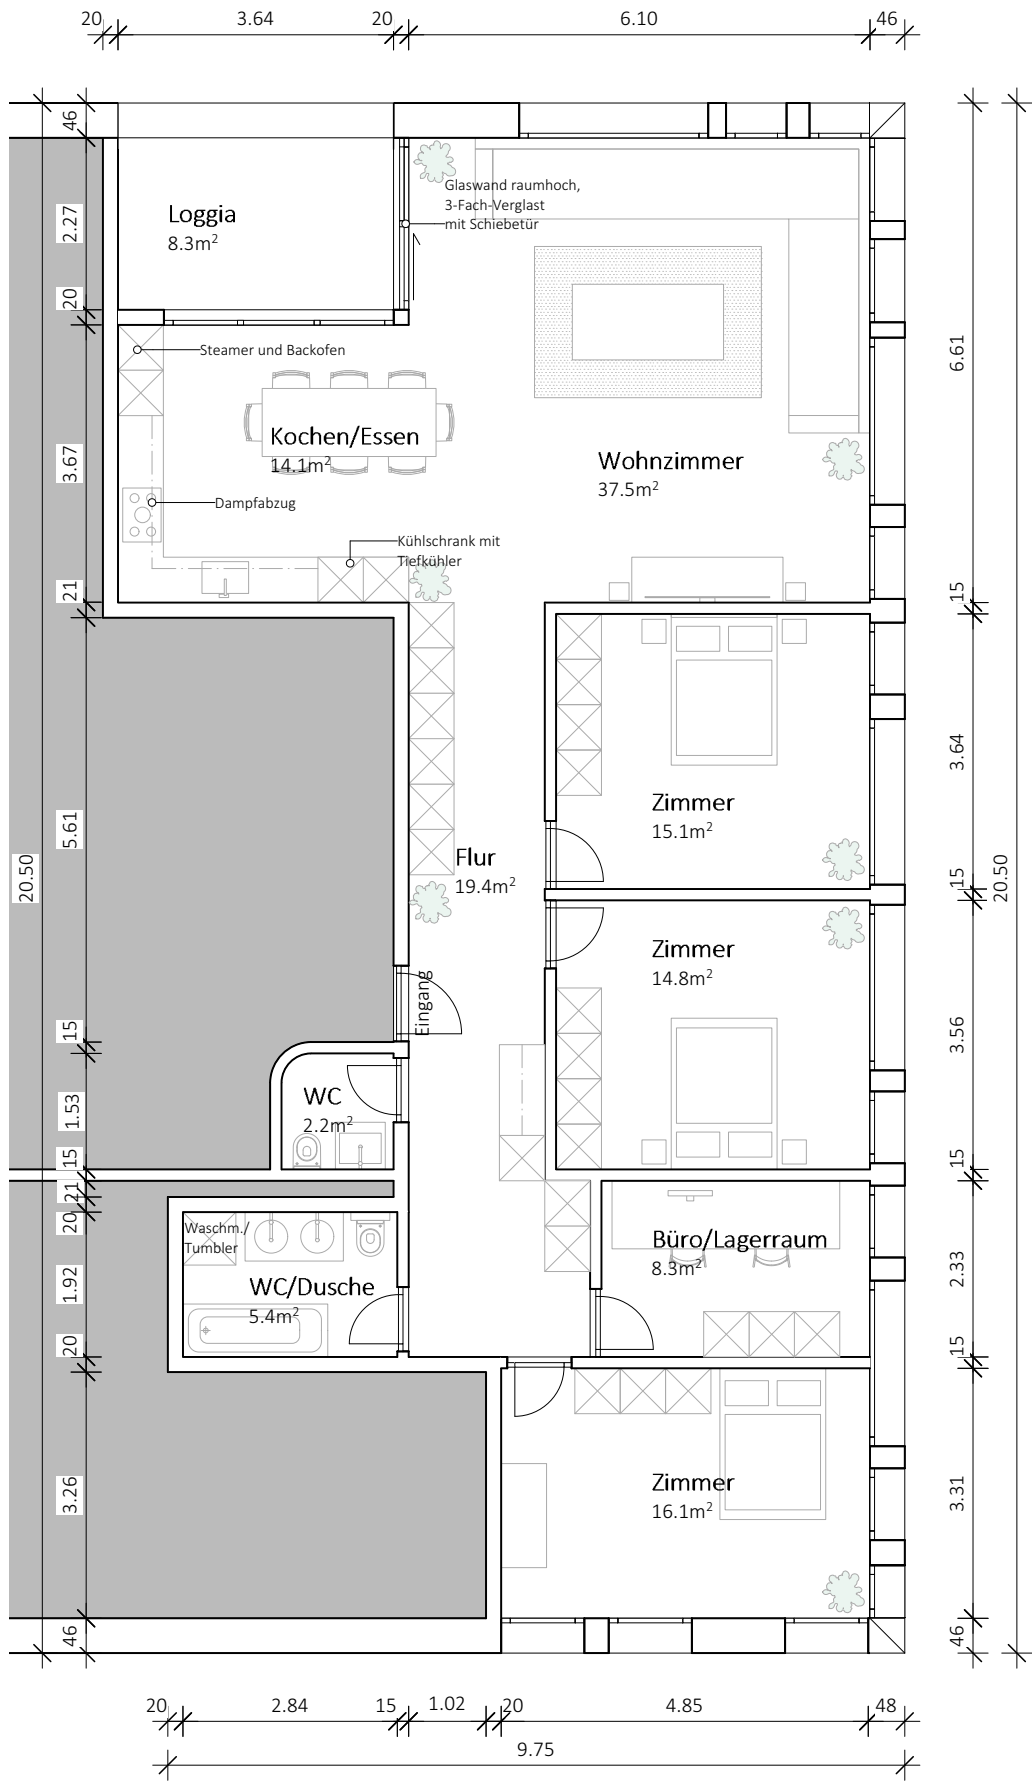 20
3.64
20
6.10
46
46
2.27
20
3.67
21
5.61
20.50
15
1.53
15
21
20
1.92
20
3.26
46
Loggia
8.3m²
Glaswand raumhoch,
3-Fach-Verglast
mit Schiebetür
Steamer und Backofen
Kochen/Essen
14.1m²
Wohnzimmer
37.5m²
Dampfabzug
Kühlschrank mit
Tiefkühler
Zimmer
15.1m²
Flur
19.4m²
Zimmer
14.8m²
Eingang
WC
2.2m²
Waschm./
Tumbler
WC/Dusche
5.4m²
Büro/Lagerraum
8.3m²
Zimmer
16.1m²
6.61
15
3.64
15
20.50
3.56
15
2.33
15
3.31
46
20
2.84
15
1.02
20
4.85
48
9.75